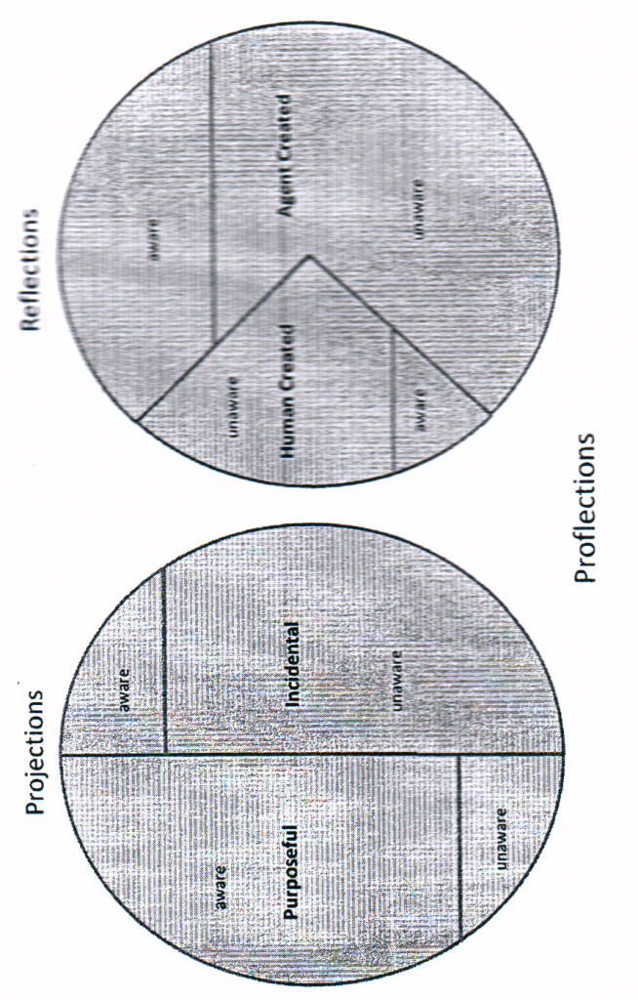 Projections
aware
Purposeful
unaware
aware
Incidental
unaware
Reflections
unaware
Human Created
aware
aware
Agent Created
unaware
Proflections